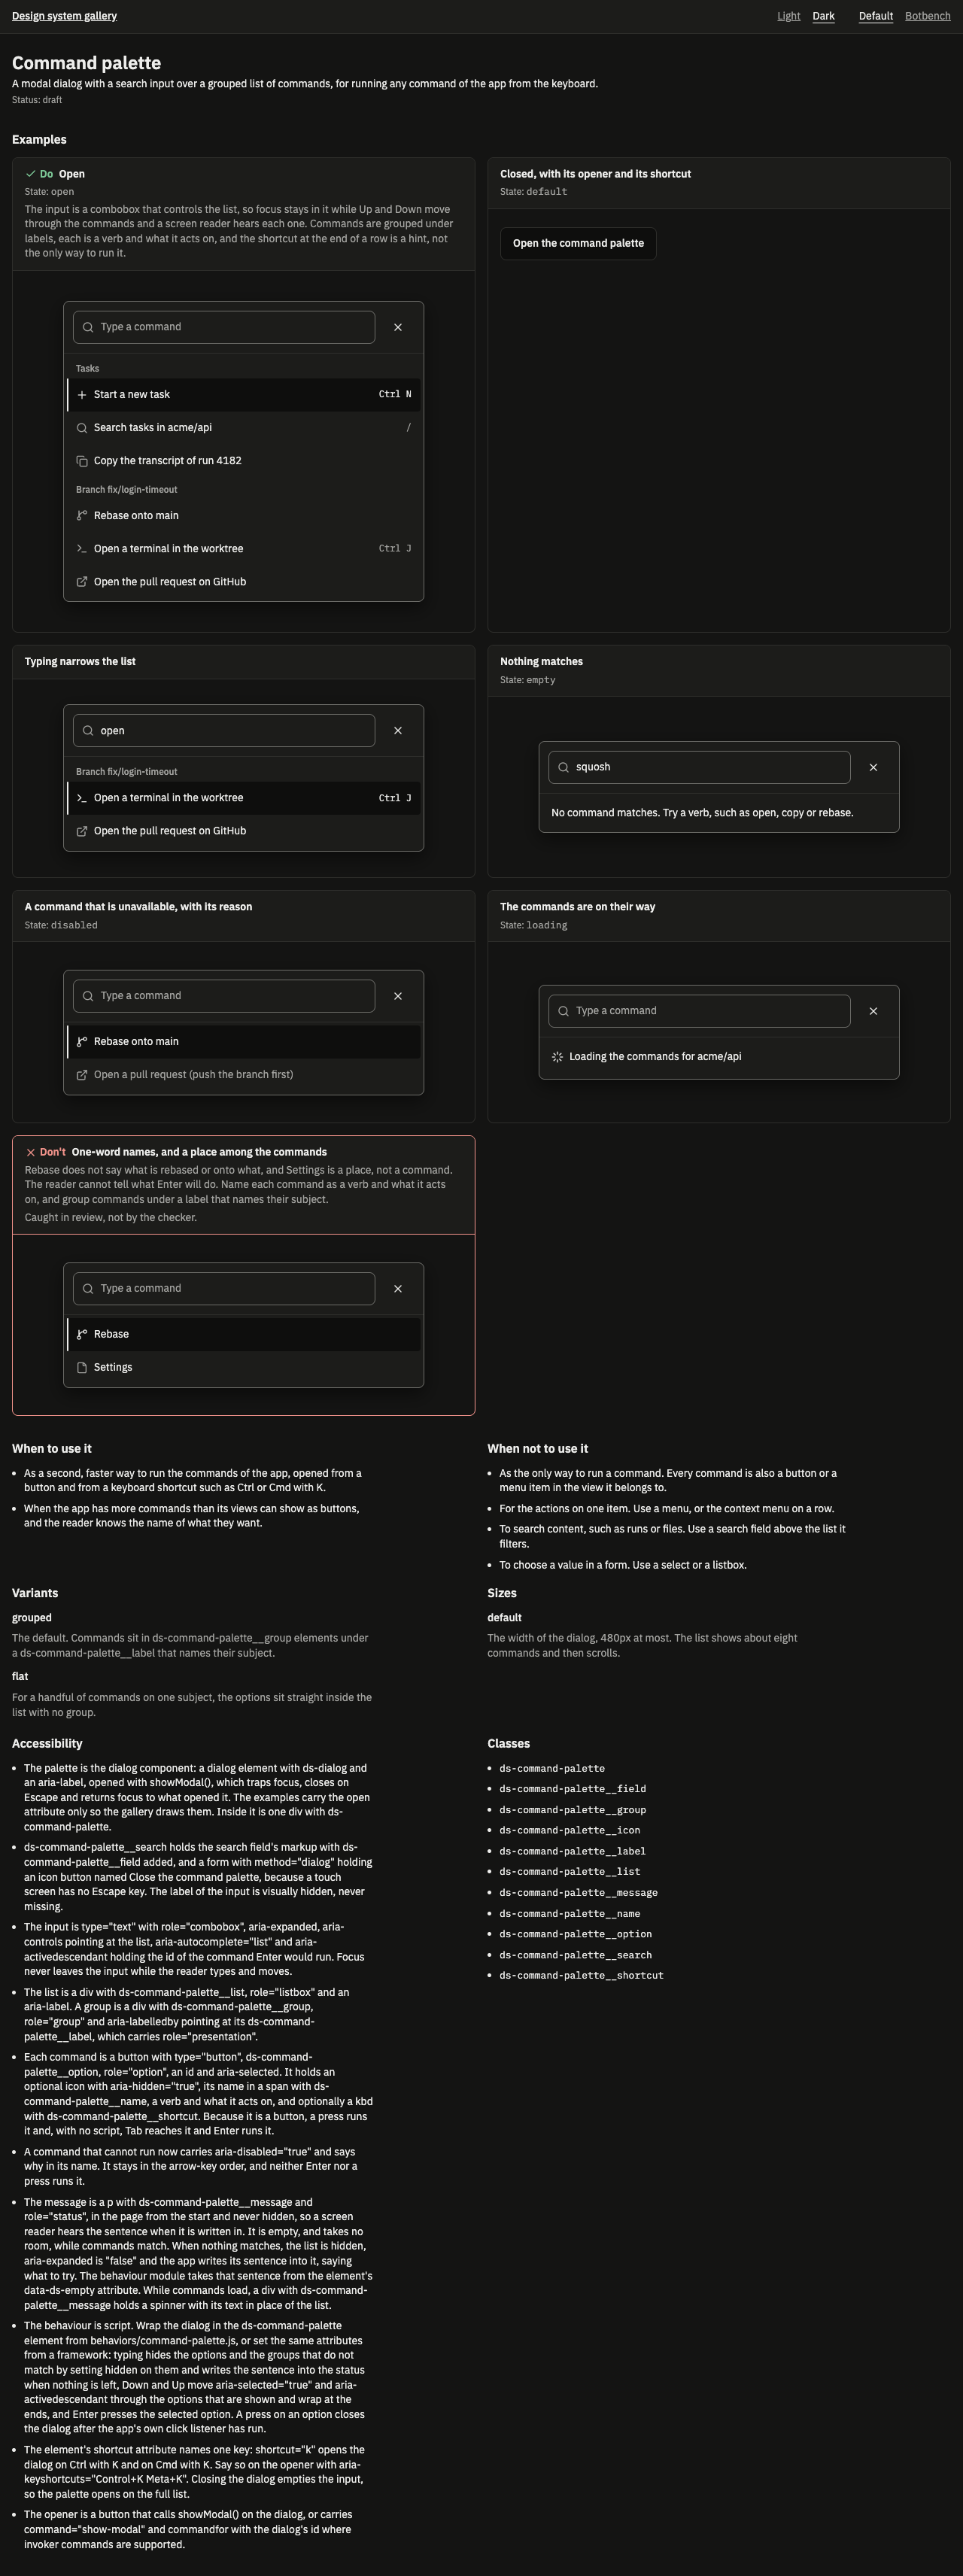 Design system gallery
Light Dark Default Botbench
Command palette
A modal dialog with a search input over a grouped list of commands, for running any command of the app from the keyboard.
Status: draft
Examples
Do Open
State: open
The input is a combobox that controls the list, so focus stays in it while Up and Down move
through the commands and a screen reader hears each one. Commands are grouped under
labels, each is a verb and what it acts on, and the shortcut at the end of a row is a hint, not
the only way to run it.
Type a command
Tasks
Start a new task Ctrl N
Search tasks in acme/api /
Copy the transcript of run 4182
Branch fix/login-timeout
Rebase onto main
Open a terminal in the worktree Ctrl J
Open the pull request on GitHub
Closed, with its opener and its shortcut
State: default
Open the command palette
Typing narrows the list
open
Branch fix/login-timeout
Open a terminal in the worktree Ctrl J
Open the pull request on GitHub
Nothing matches
State: empty
squosh
No command matches. Try a verb, such as open, copy or rebase.
A command that is unavailable, with its reason
State: disabled
Type a command
Rebase onto main
Open a pull request (push the branch first)
The commands are on their way
State: loading
Type a command
Loading the commands for acme/api
Don't One-word names, and a place among the commands
Rebase does not say what is rebased or onto what, and Settings is a place, not a command.
The reader cannot tell what Enter will do. Name each command as a verb and what it acts
on, and group commands under a label that names their subject.
Caught in review, not by the checker.
Type a command
Rebase
Settings
When to use it
As a second, faster way to run the commands of the app, opened from a
button and from a keyboard shortcut such as Ctrl or Cmd with K.
When the app has more commands than its views can show as buttons,
and the reader knows the name of what they want.
When not to use it
As the only way to run a command. Every command is also a button or a
menu item in the view it belongs to.
For the actions on one item. Use a menu, or the context menu on a row.
To search content, such as runs or files. Use a search field above the list it
filters.
To choose a value in a form. Use a select or a listbox.
Variants
grouped
The default. Commands sit in ds-command-palette__group elements under
a ds-command-palette__label that names their subject.
flat
For a handful of commands on one subject, the options sit straight inside the
list with no group.
Sizes
default
The width of the dialog, 480px at most. The list shows about eight
commands and then scrolls.
Accessibility
The palette is the dialog component: a dialog element with ds-dialog and
an aria-label, opened with showModal(), which traps focus, closes on
Escape and returns focus to what opened it. The examples carry the open
attribute only so the gallery draws them. Inside it is one div with ds-
command-palette.
ds-command-palette__search holds the search field's markup with ds-
command-palette__field added, and a form with method="dialog" holding
an icon button named Close the command palette, because a touch
screen has no Escape key. The label of the input is visually hidden, never
missing.
The input is type="text" with role="combobox", aria-expanded, aria-
controls pointing at the list, aria-autocomplete="list" and aria-
activedescendant holding the id of the command Enter would run. Focus
never leaves the input while the reader types and moves.
The list is a div with ds-command-palette__list, role="listbox" and an
aria-label. A group is a div with ds-command-palette__group,
role="group" and aria-labelledby pointing at its ds-command-
palette__label, which carries role="presentation".
Each command is a button with type="button", ds-command-
palette__option, role="option", an id and aria-selected. It holds an
optional icon with aria-hidden="true", its name in a span with ds-
command-palette__name, a verb and what it acts on, and optionally a kbd
with ds-command-palette__shortcut. Because it is a button, a press runs
it and, with no script, Tab reaches it and Enter runs it.
A command that cannot run now carries aria-disabled="true" and says
why in its name. It stays in the arrow-key order, and neither Enter nor a
press runs it.
The message is a p with ds-command-palette__message and
role="status", in the page from the start and never hidden, so a screen
reader hears the sentence when it is written in. It is empty, and takes no
room, while commands match. When nothing matches, the list is hidden,
aria-expanded is "false" and the app writes its sentence into it, saying
what to try. The behaviour module takes that sentence from the element's
data-ds-empty attribute. While commands load, a div with ds-command-
palette__message holds a spinner with its text in place of the list.
The behaviour is script. Wrap the dialog in the ds-command-palette
element from behaviors/command-palette.js, or set the same attributes
from a framework: typing hides the options and the groups that do not
match by setting hidden on them and writes the sentence into the status
when nothing is left, Down and Up move aria-selected="true" and aria-
activedescendant through the options that are shown and wrap at the
ends, and Enter presses the selected option. A press on an option closes
the dialog after the app's own click listener has run.
The element's shortcut attribute names one key: shortcut="k" opens the
dialog on Ctrl with K and on Cmd with K. Say so on the opener with aria-
keyshortcuts="Control+K Meta+K". Closing the dialog empties the input,
so the palette opens on the full list.
The opener is a button that calls showModal() on the dialog, or carries
command="show-modal" and commandfor with the dialog's id where
invoker commands are supported.
Classes
ds-command-palette
ds-command-palette__field
ds-command-palette__group
ds-command-palette__icon
ds-command-palette__label
ds-command-palette__list
ds-command-palette__message
ds-command-palette__name
ds-command-palette__option
ds-command-palette__search
ds-command-palette__shortcut